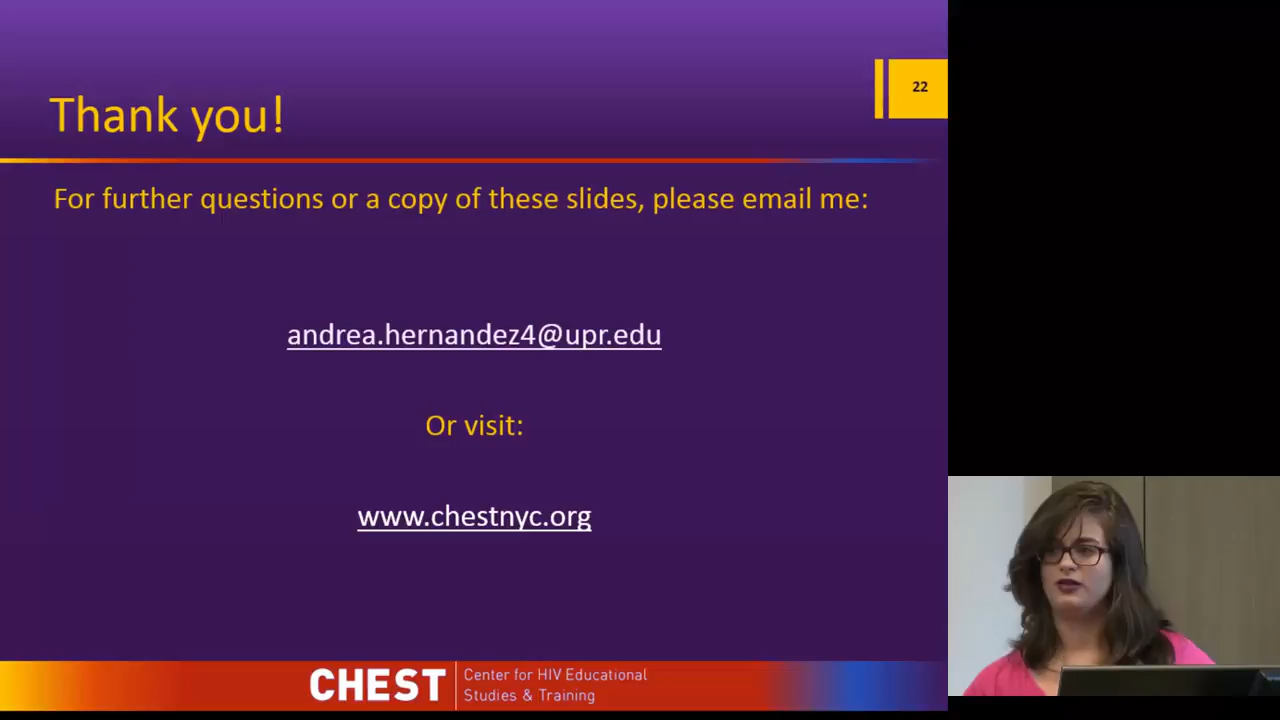 22
Thank you!
For further questions or a copy of these slides, please email me:
andrea.hernandez4@upr.edu
Or visit:
www.chestnyc.org
CHEST
Center for HIV Educational
Studies & Training